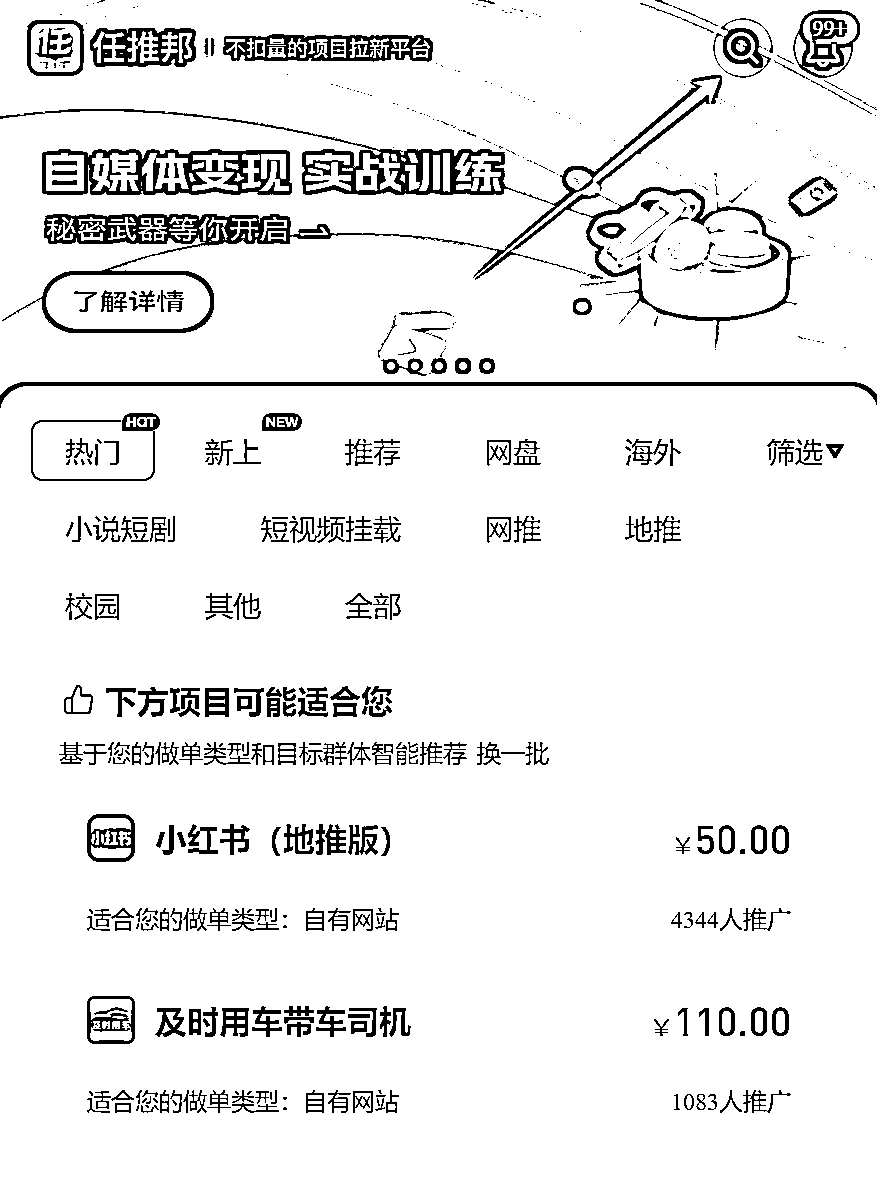 任推邦 || 不扣量的项目拉新平台
99+
自媒体变现 实战训练
秘密武器等你开启
了解详情
HOT NEW
热门 新上 推荐 网盘 海外 筛选
小说短剧 短视频挂载 网推 地推
校园 其他 全部
下方项目可能适合您
基于您的做单类型和目标群体智能推荐 换一批
小红书
小红书（地推版） ¥50.00
适合您的做单类型：自有网站 4344人推广
及时用车带车司机 ¥110.00
适合您的做单类型：自有网站 1083人推广